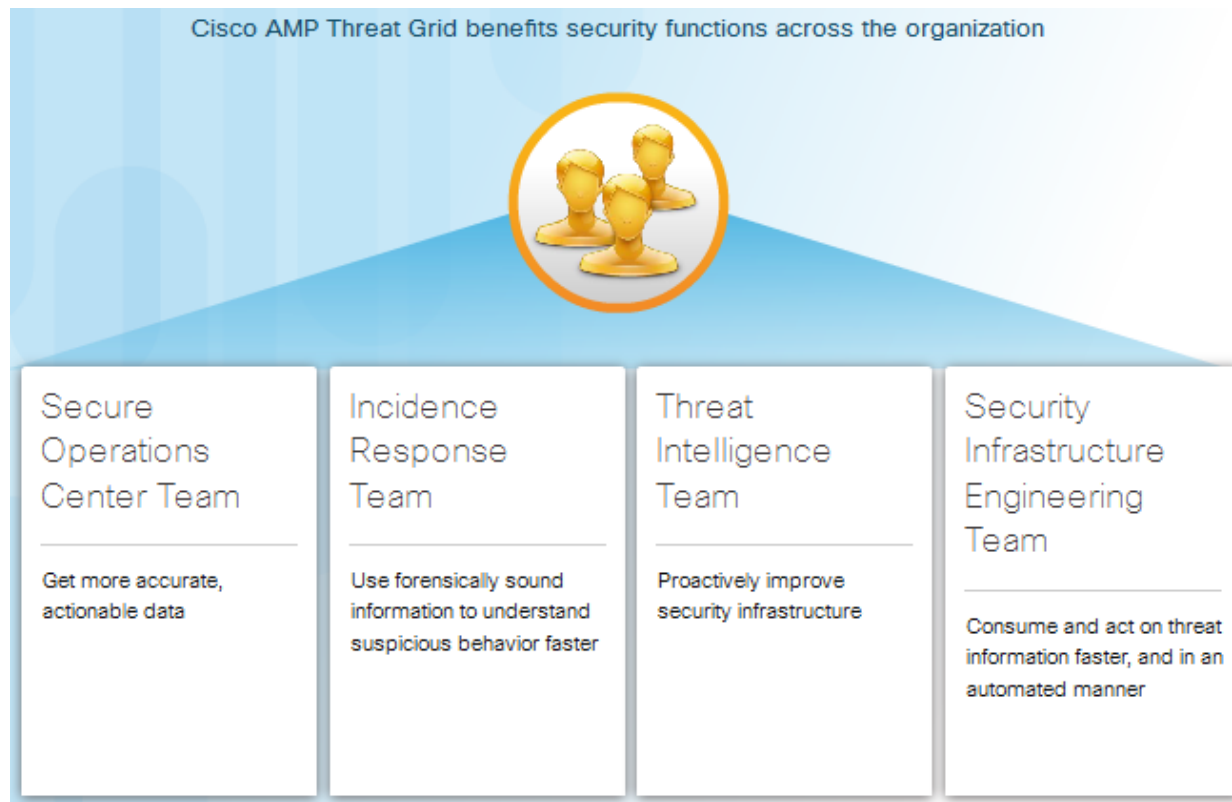 Cisco AMP Threat Grid benefits security functions across the organization
Secure
Operations
Center Team
Get more accurate,
actionable data
Incidence
Response
Team
Use forensically sound
information to understand
suspicious behavior faster
Threat
Intelligence
Team
Proactively improve
security infrastructure
Security
Infrastructure
Engineering
Team
Consume and act on threat
information faster, and in an
automated manner